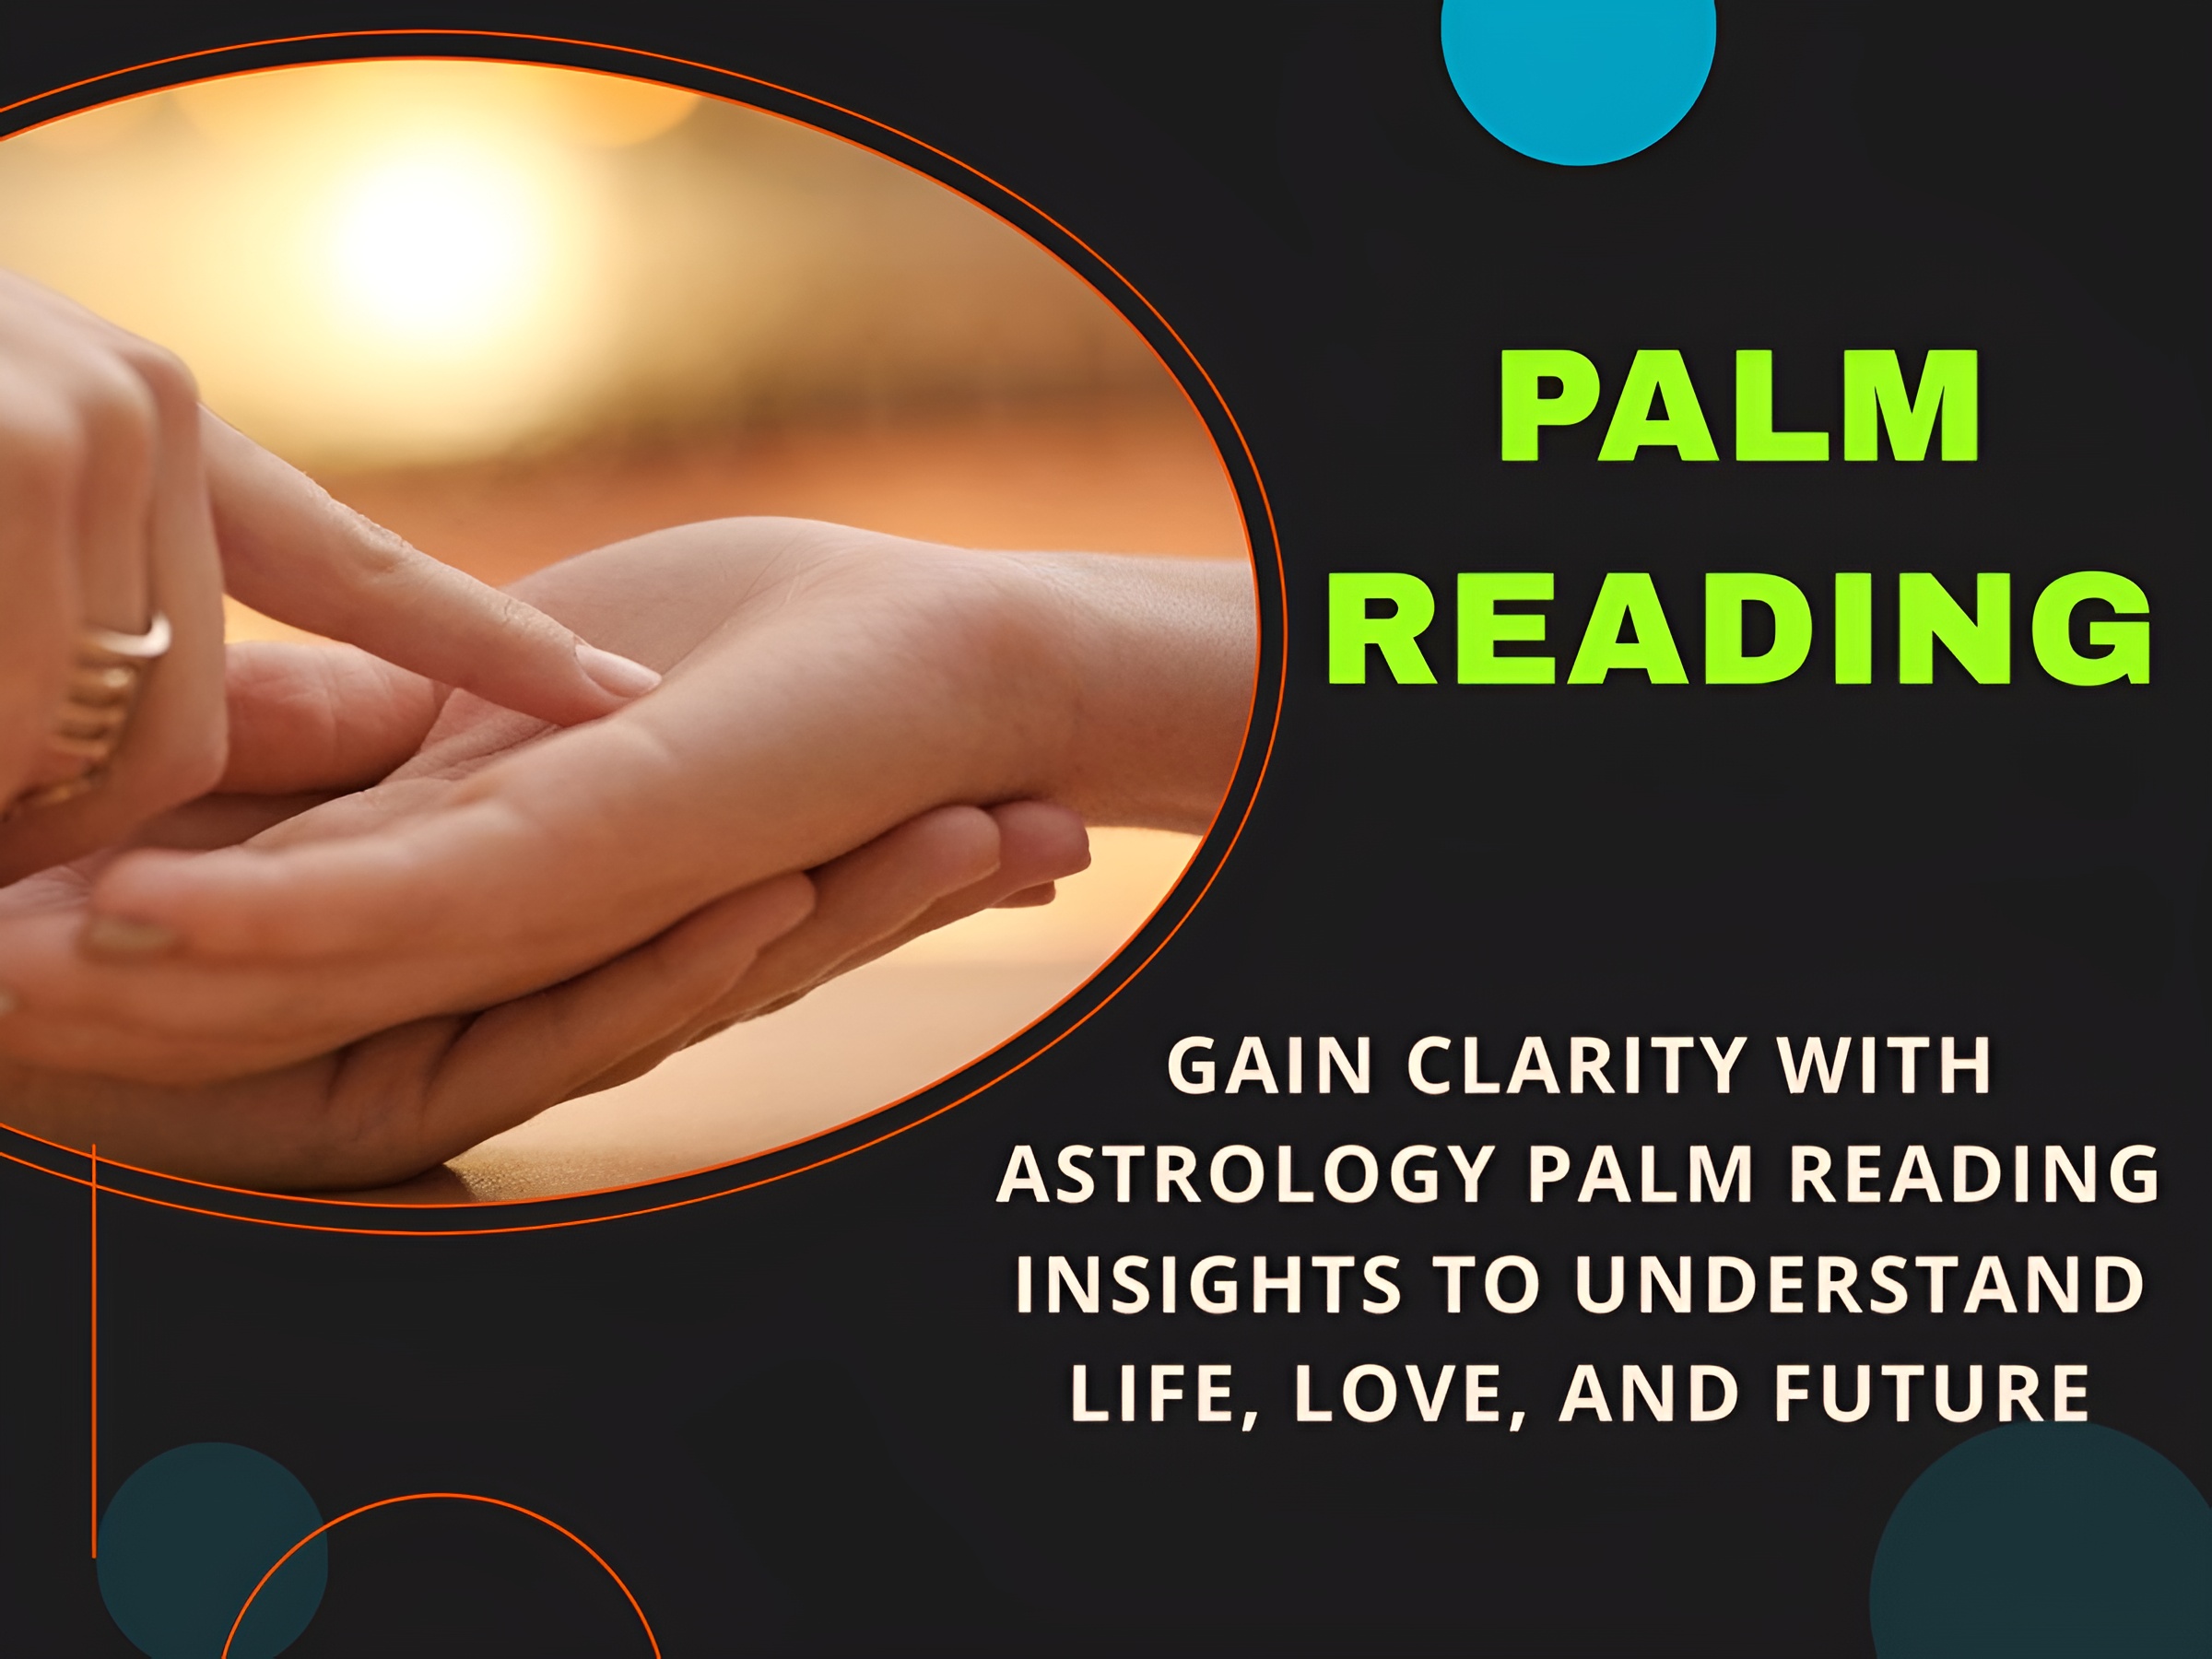 PALM
READING
GAIN CLARITY WITH
ASTROLOGY PALM READING
INSIGHTS TO UNDERSTAND
LIFE, LOVE, AND FUTURE